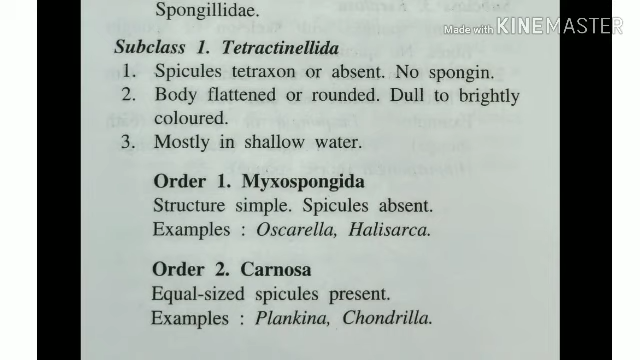 Spongillidae.
Made with KINEMASTER
Subclass 1. Tetractinellida
1. Spicules tetraxon or absent. No spongin.
2. Body flattened or rounded. Dull to brightly
coloured.
3. Mostly in shallow water.
Order 1. Myxospongida
Structure simple. Spicules absent.
Examples : Oscarella, Halisarca.
Order 2. Carnosa
Equal-sized spicules present.
Examples : Plankina, Chondrilla.